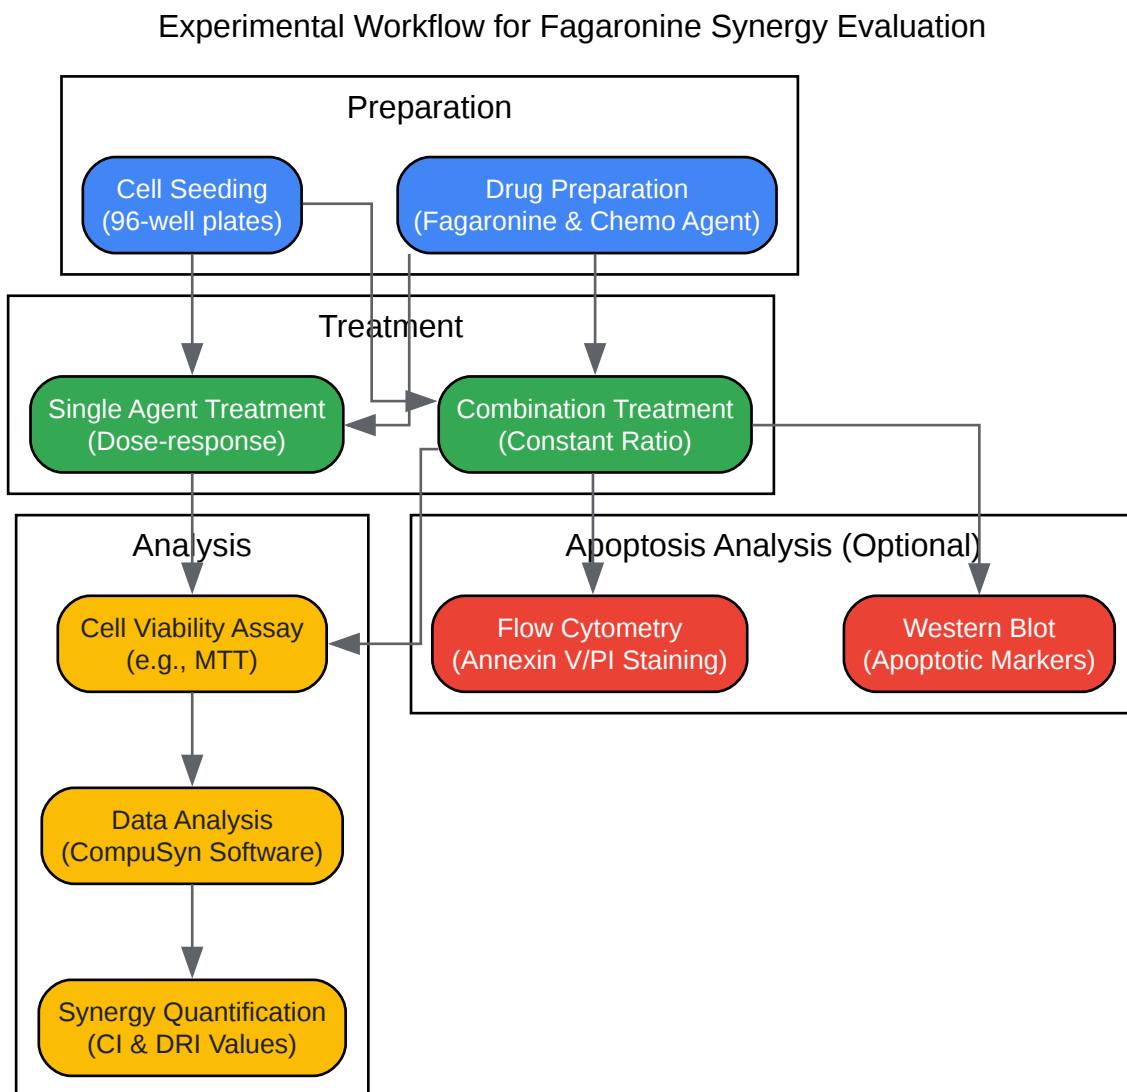 Experimental Workflow for Fagaronine Synergy Evaluation
Preparation
Cell Seeding
(96-well plates)
Drug Preparation
(Fagaronine & Chemo Agent)
Treatment
Single Agent Treatment
(Dose-response)
Combination Treatment
(Constant Ratio)
Analysis
Cell Viability Assay
(e.g., MTT)
Data Analysis
(CompuSyn Software)
Synergy Quantification
(CI & DRI Values)
Apoptosis Analysis (Optional)
Flow Cytometry
(Annexin V/PI Staining)
Western Blot
(Apoptotic Markers)